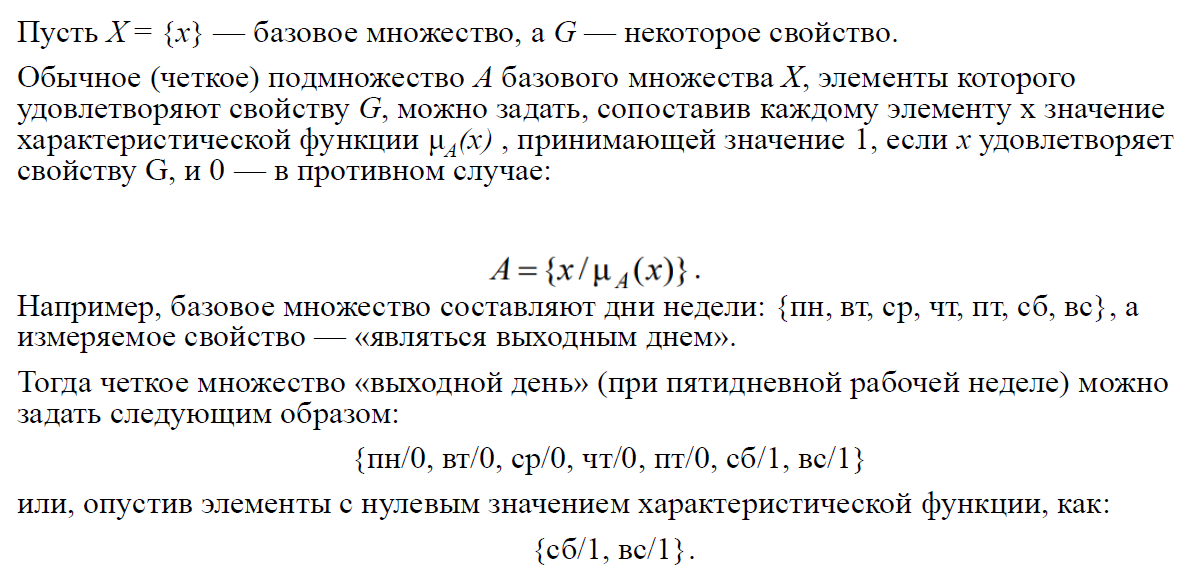 Пусть X = {x} — базовое множество, а G — некоторое свойство.
Обычное (четкое) подмножество A базового множества X, элементы которого
удовлетворяют свойству G, можно задать, сопоставив каждому элементу x значение
характеристической функции μA(x) , принимающей значение 1, если x удовлетворяет
свойству G, и 0 — в противном случае:
A = {x / μA(x)} .
Например, базовое множество составляют дни недели: {пн, вт, ср, чт, пт, сб, вс}, а
измеряемое свойство — «являться выходным днем».
Тогда четкое множество «выходной день» (при пятидневной рабочей неделе) можно
задать следующим образом:
{пн/0, вт/0, ср/0, чт/0, пт/0, сб/1, вс/1}
или, опустив элементы с нулевым значением характеристической функции, как:
{сб/1, вс/1}.